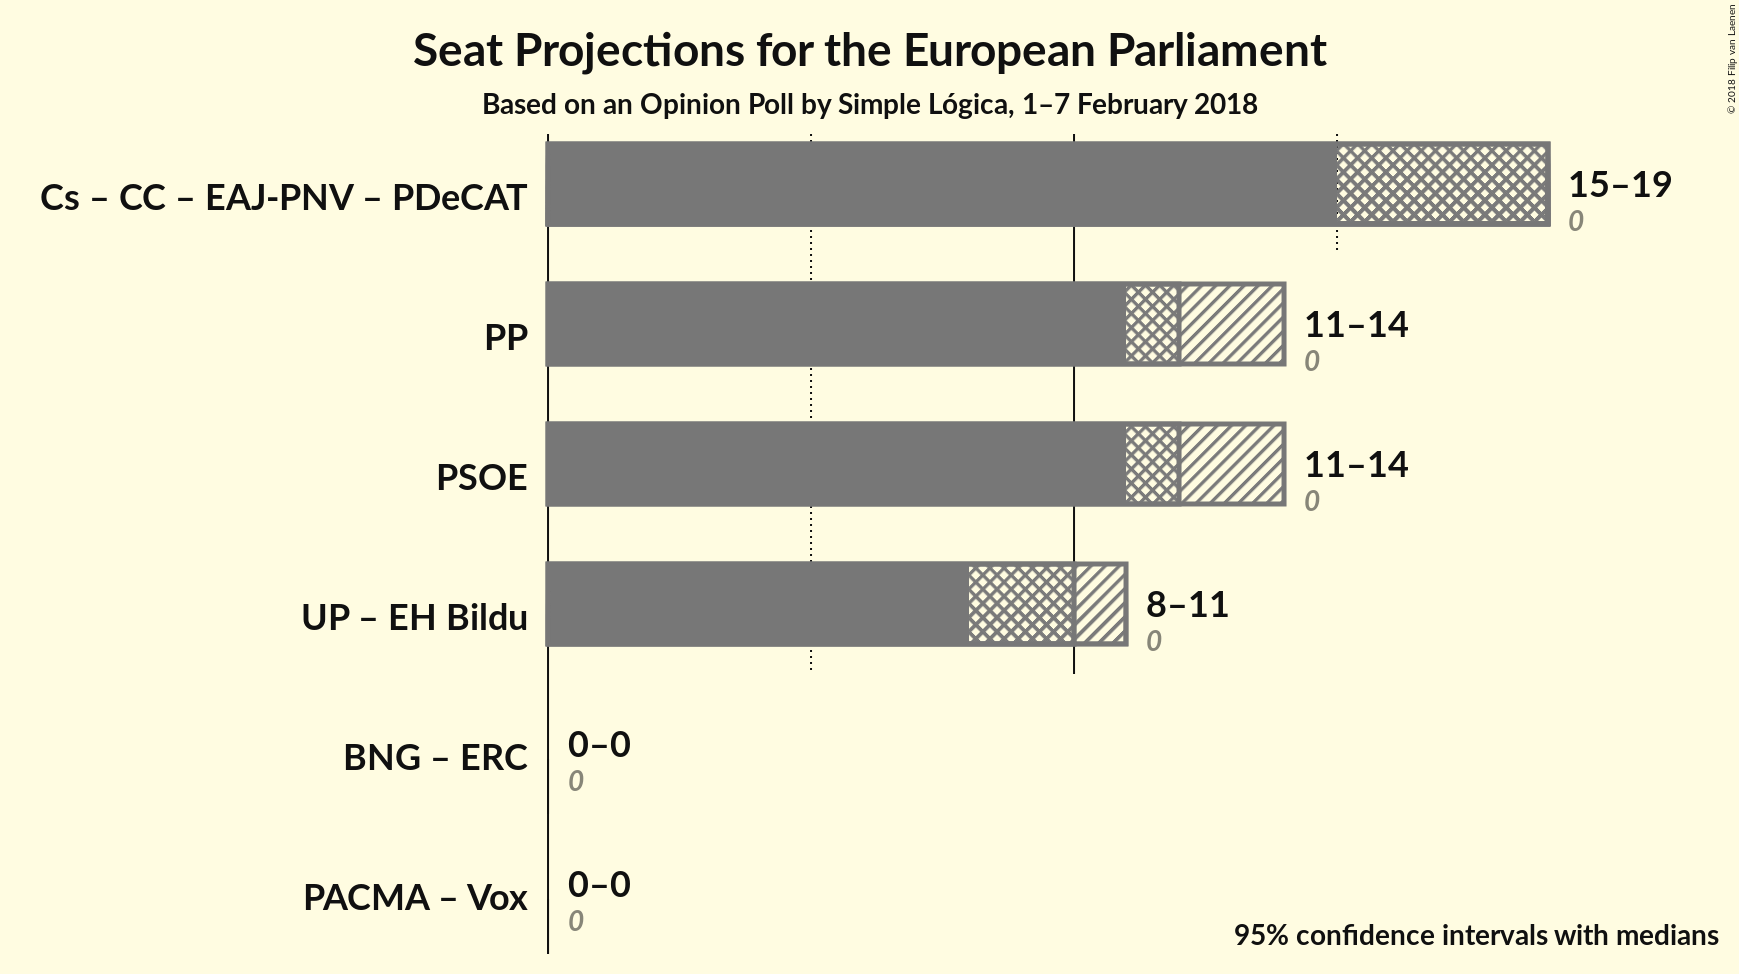 Seat Projections for the European Parliament
Based on an Opinion Poll by Simple Lógica, 1–7 February 2018
© 2018 Filip van Laenen
Cs – CC – EAJ-PNV – PDeCAT
15–19
0
PP
11–14
0
PSOE
11–14
0
UP – EH Bildu
8–11
0
BNG – ERC
0–0
0
PACMA – Vox
0–0
0
95% confidence intervals with medians